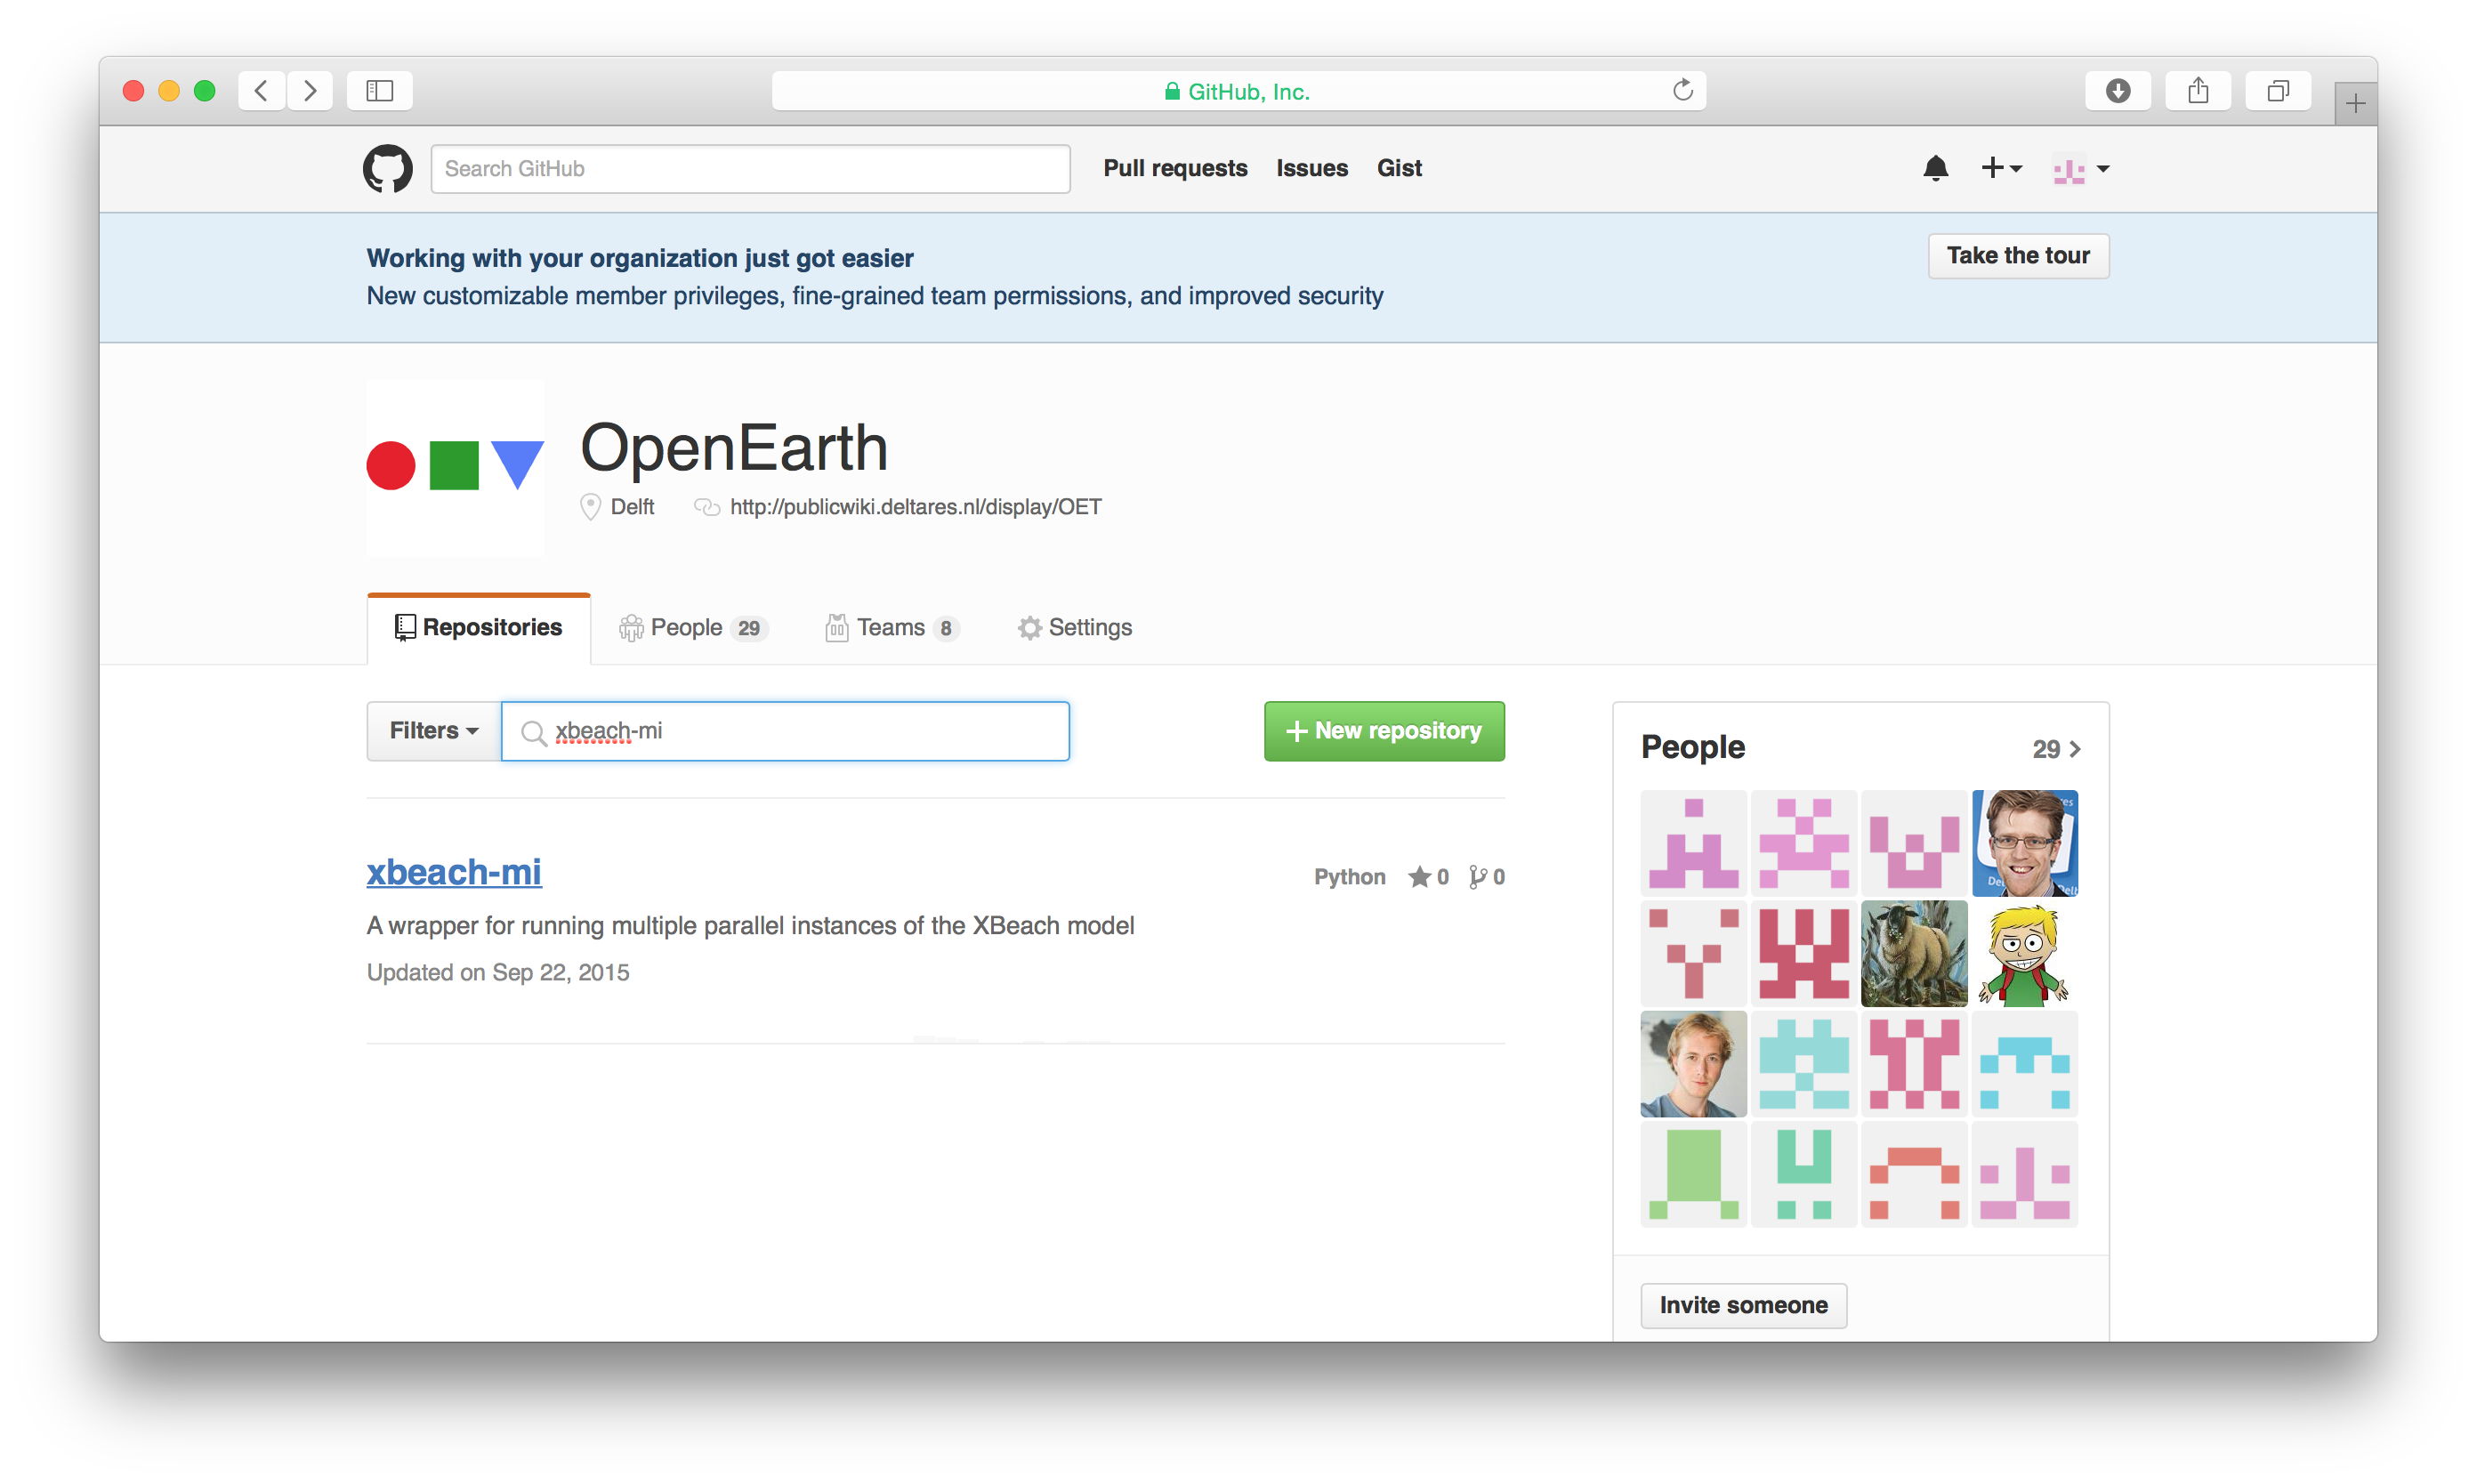 GitHub, Inc.
Search GitHub
Pull requests Issues Gist
Working with your organization just got easier
New customizable member privileges, fine-grained team permissions, and improved security
Take the tour
OpenEarth
Delft http://publicwiki.deltares.nl/display/OET
Repositories People 29 Teams 8 Settings
Filters xbeach-mi
New repository
xbeach-mi
Python 0 0
A wrapper for running multiple parallel instances of the XBeach model
Updated on Sep 22, 2015
People 29
Invite someone